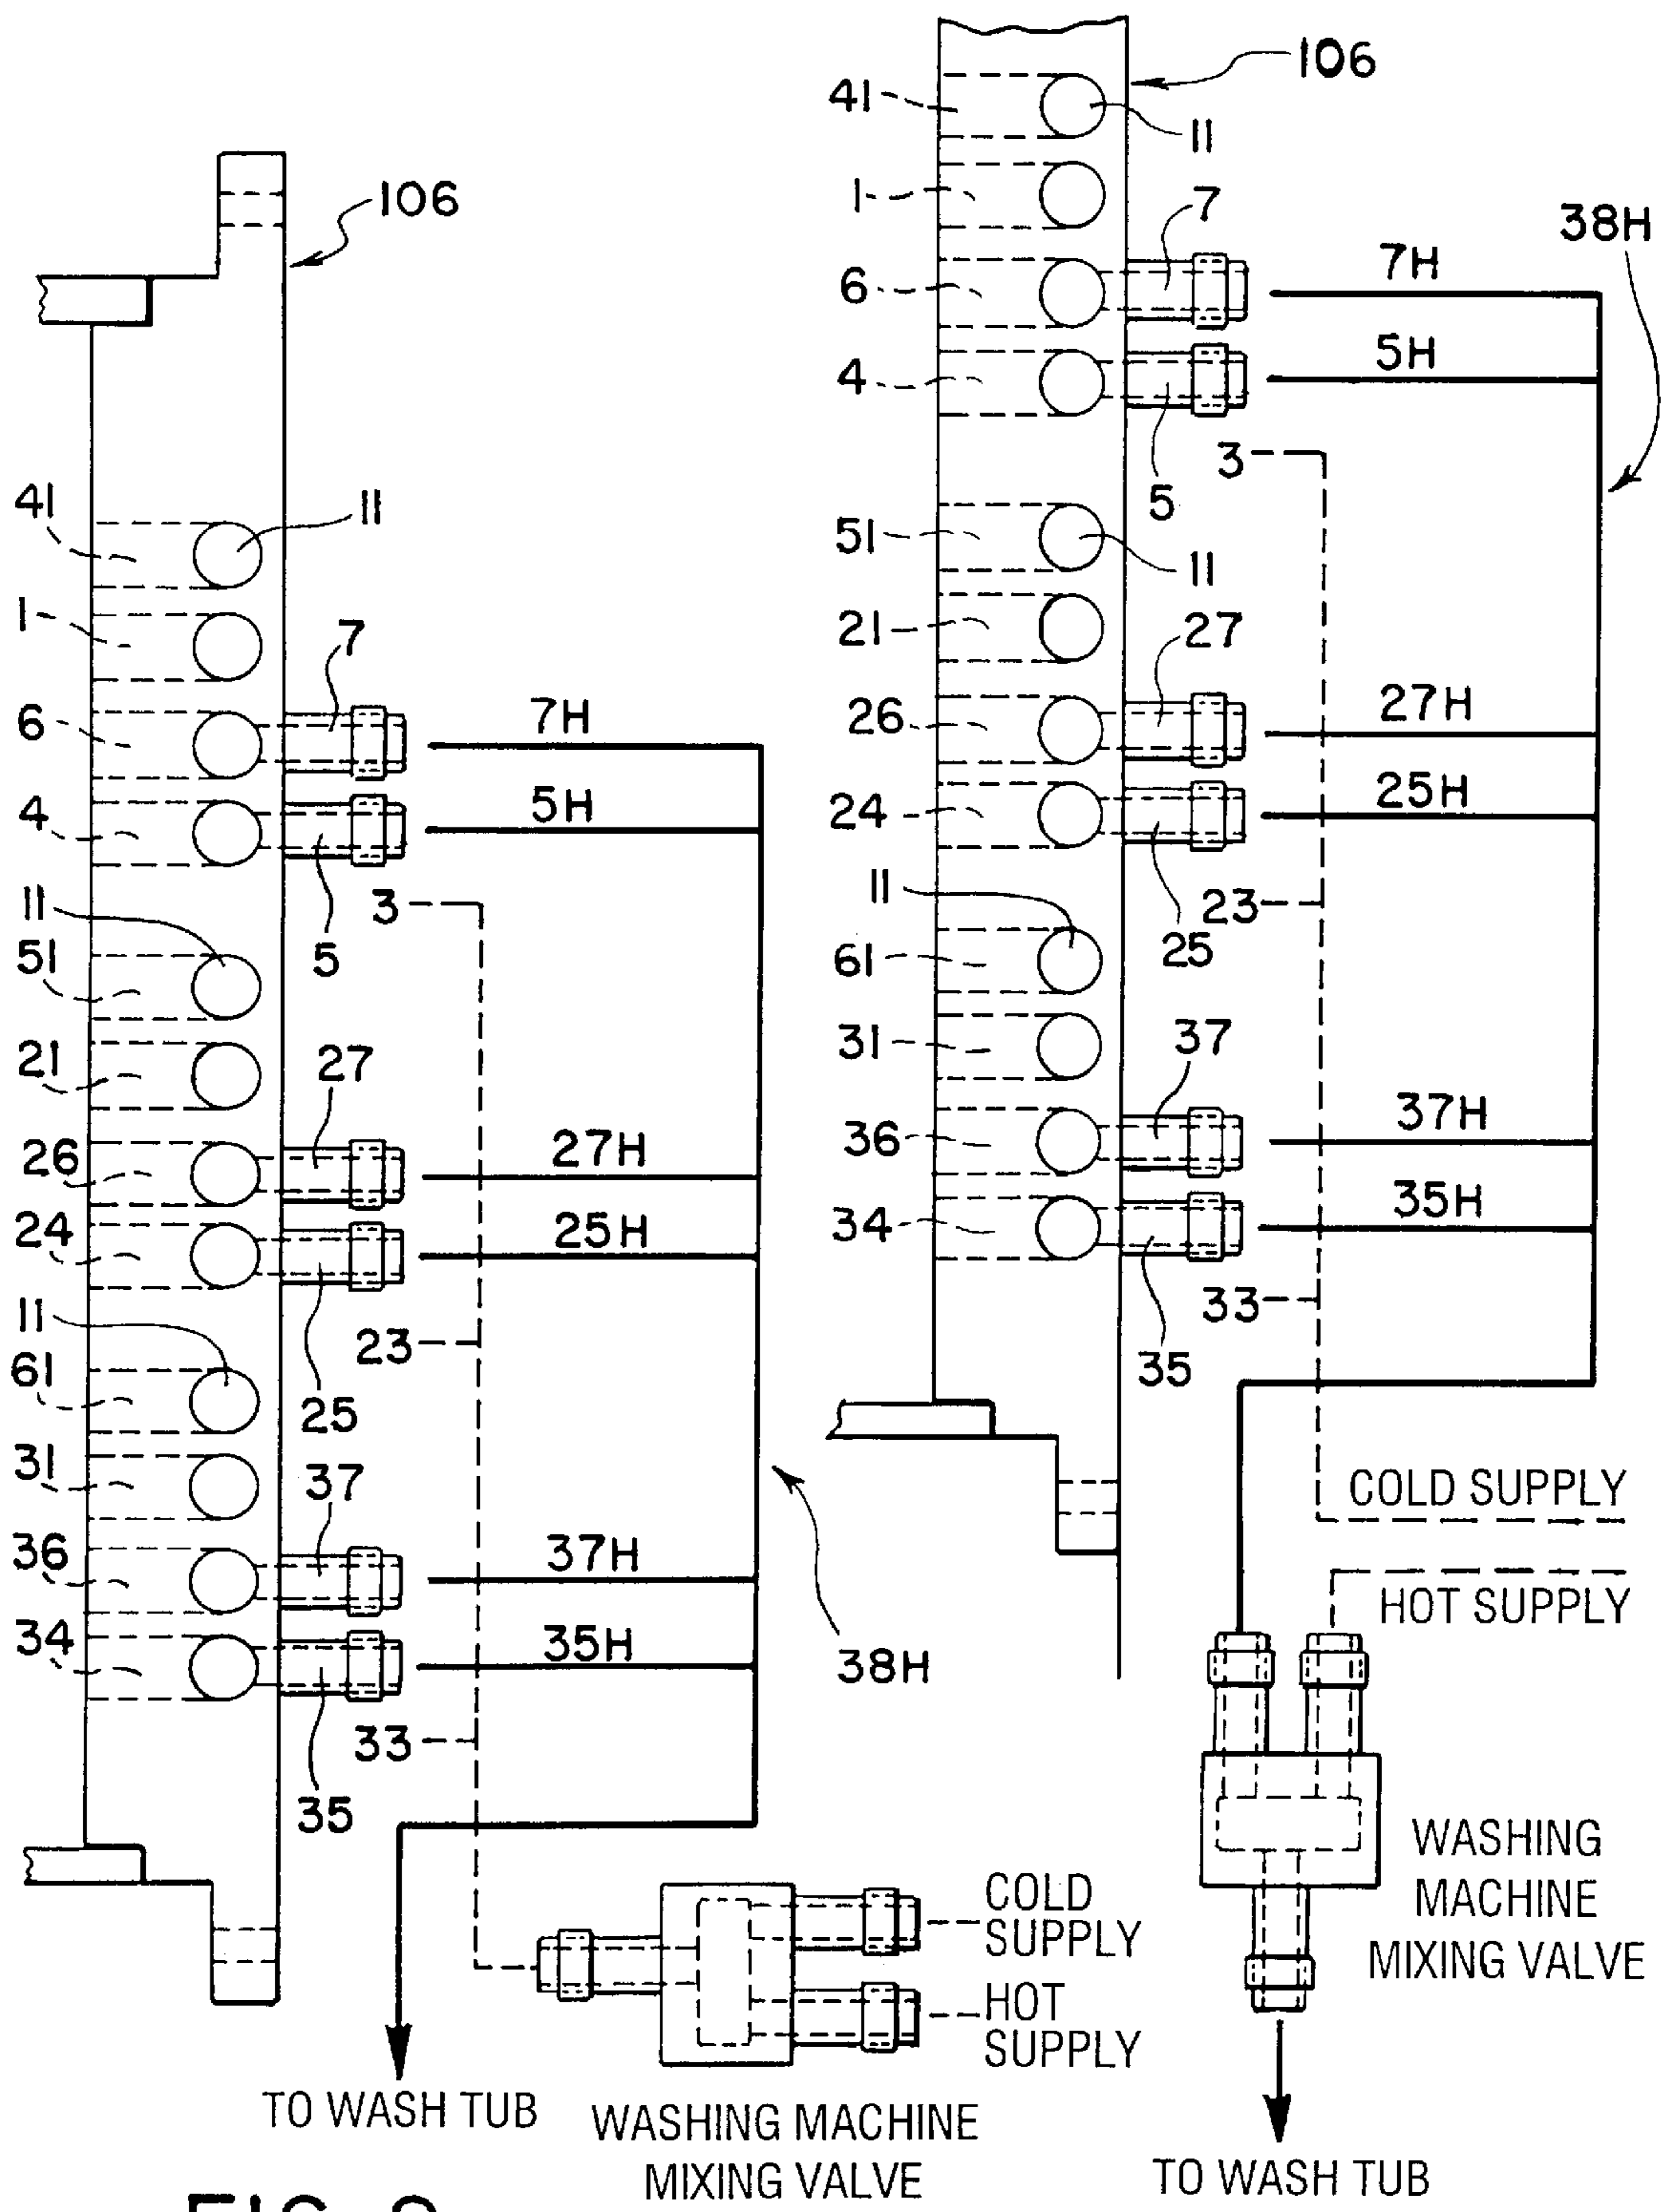 106
41
11
1
7
6
7H
4
5H
11
3
5
51
21
27
26
27H
24
25H
11
23
61
25
31
37
36
37H
34
35H
38H
33
35
COLD
SUPPLY
HOT
SUPPLY
TO WASH TUB
WASHING MACHINE
MIXING VALVE
106
41
11
1
7
38H
6
7H
4
5H
3
5
51
11
21
27
26
27H
24
25H
11
23
25
61
31
37
36
37H
34
35H
33
35
COLD SUPPLY
HOT SUPPLY
WASHING
MACHINE
MIXING VALVE
TO WASH TUB